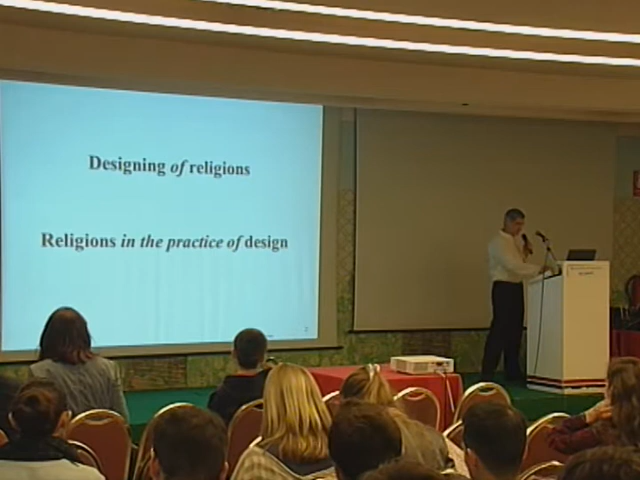 Designing of religions
Religions in the practice of design